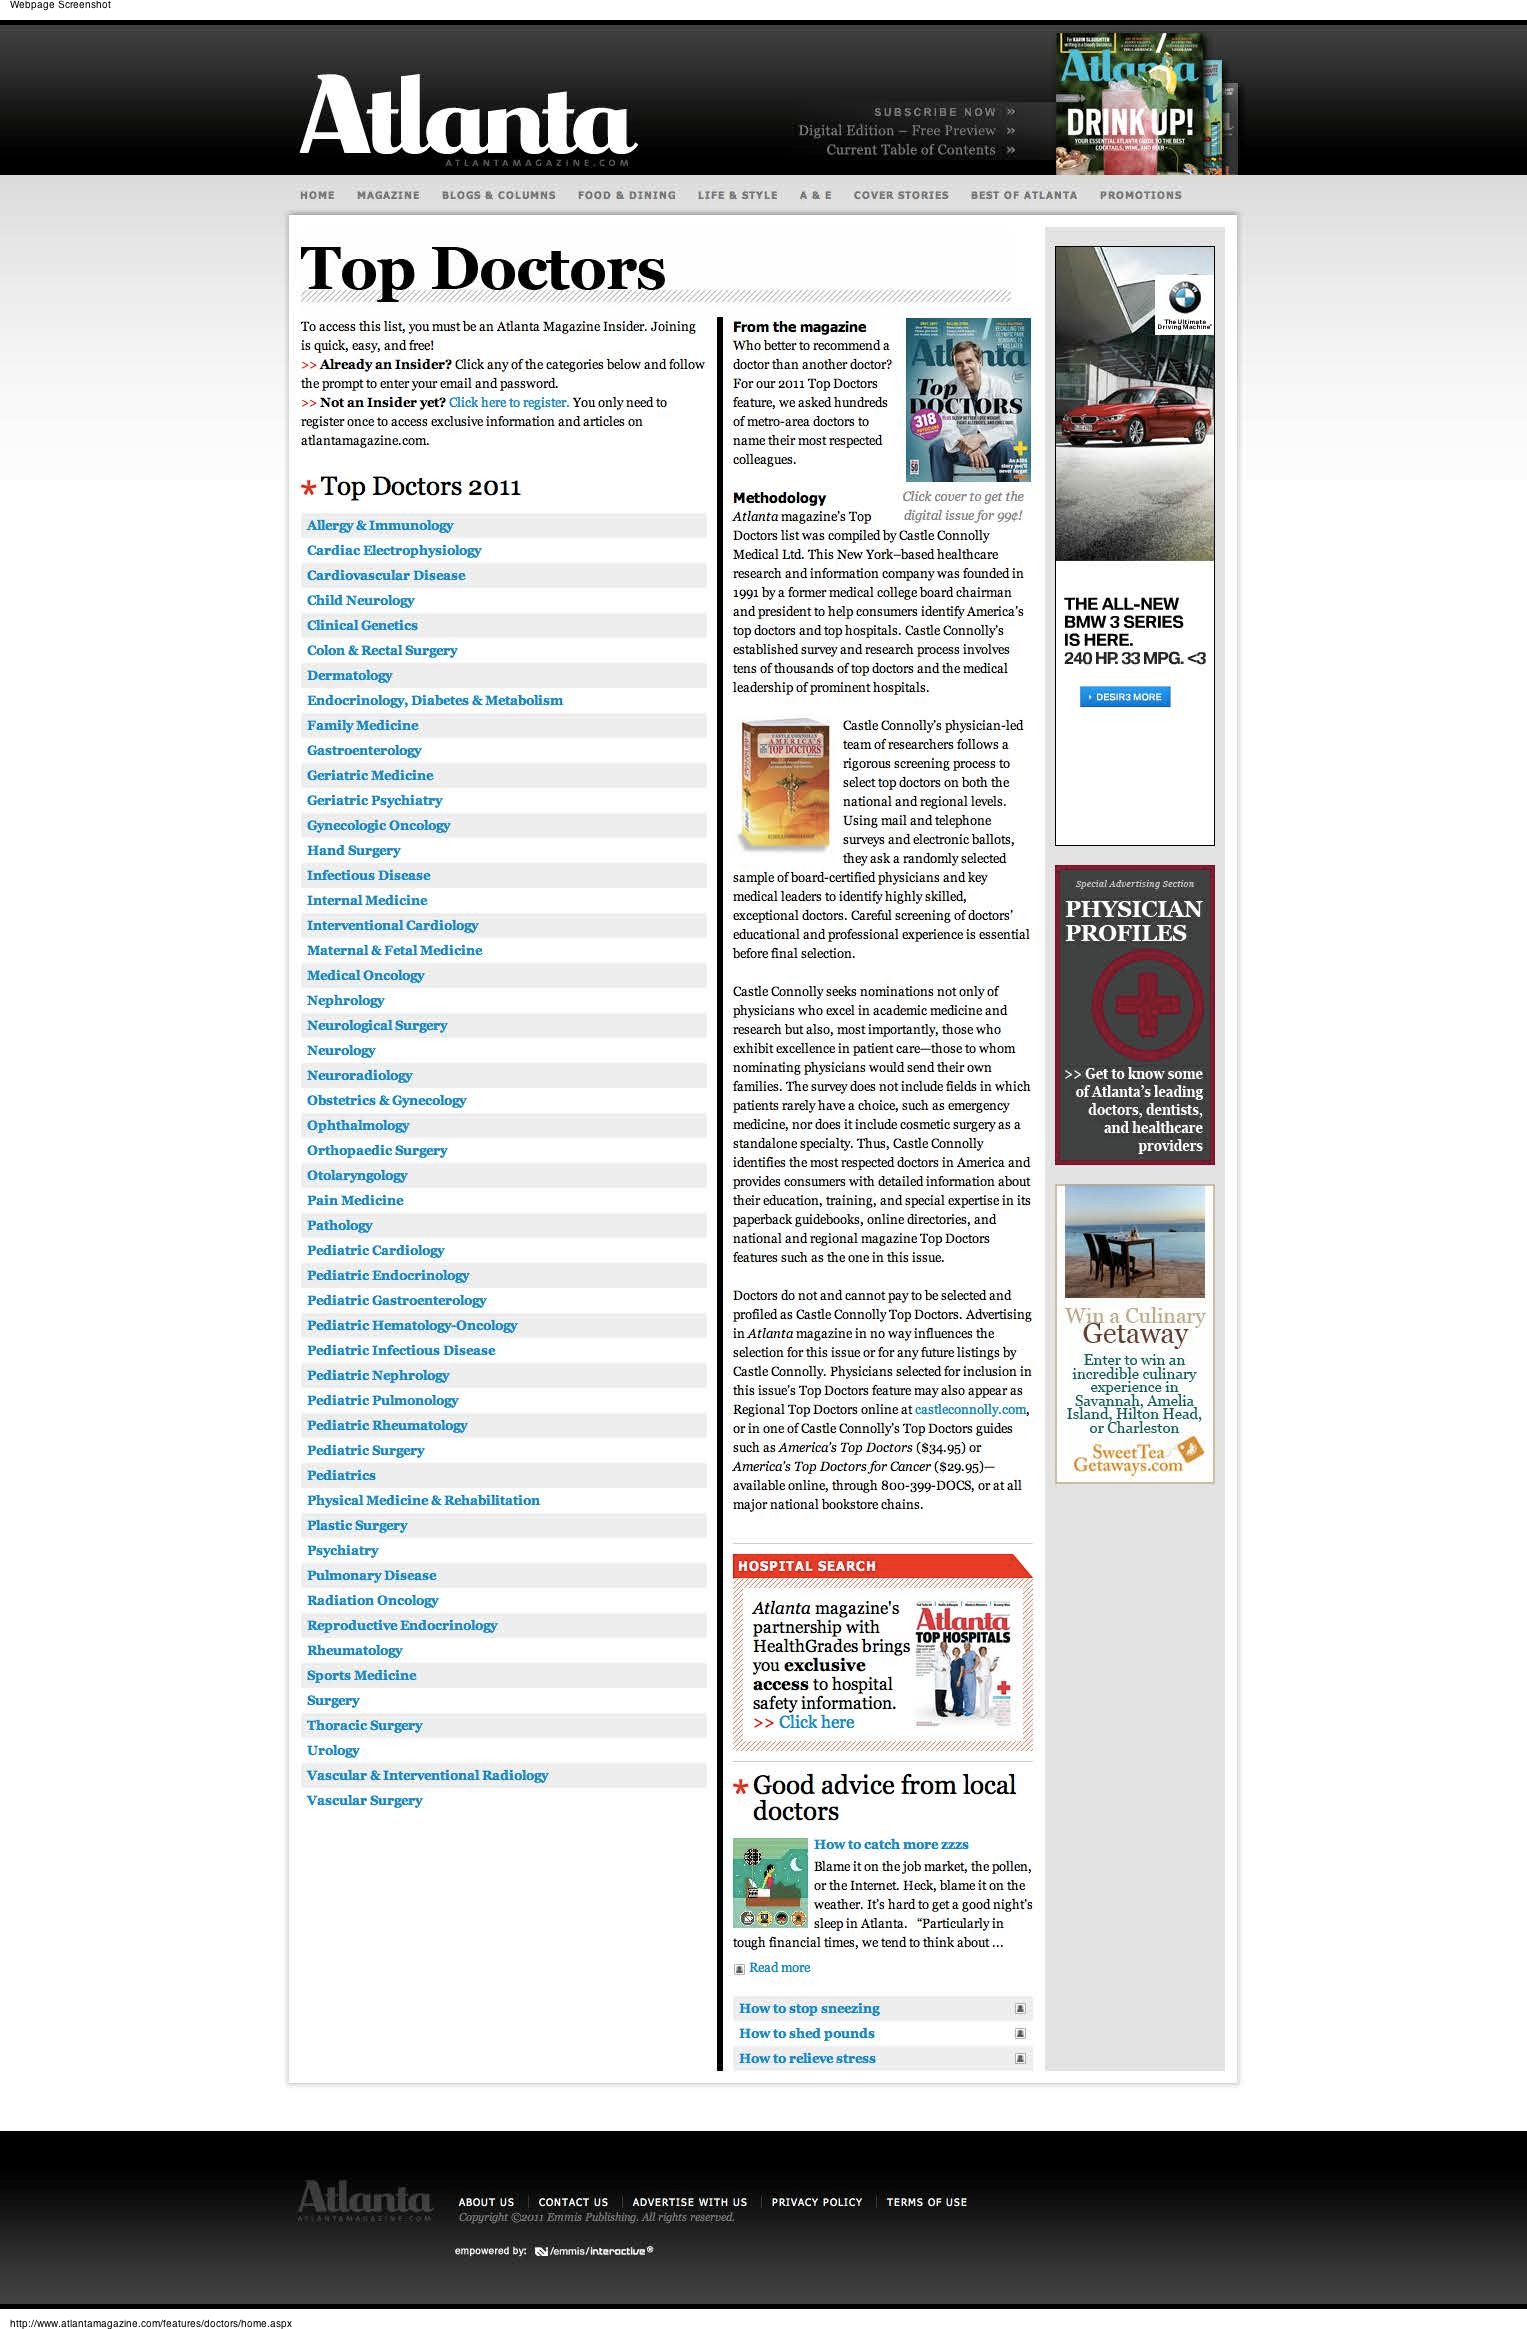 Webpage Screenshot
Atlanta
ATLANTAMAGAZINE.COM
SUBSCRIBE NOW »
Digital Edition – Free Preview »
Current Table of Contents »
Atlanta
DRINK UP!
HOME MAGAZINE BLOGS & COLUMNS FOOD & DINING LIFE & STYLE A & E COVER STORIES BEST OF ATLANTA PROMOTIONS
Top Doctors
To access this list, you must be an Atlanta Magazine Insider. Joining
is quick, easy, and free!
>> Already an Insider? Click any of the categories below and follow
the prompt to enter your email and password.
>> Not an Insider yet? Click here to register. You only need to
register once to access exclusive information and articles on
atlantamagazine.com.
* Top Doctors 2011
Allergy & Immunology
Cardiac Electrophysiology
Cardiovascular Disease
Child Neurology
Clinical Genetics
Colon & Rectal Surgery
Dermatology
Endocrinology, Diabetes & Metabolism
Family Medicine
Gastroenterology
Geriatric Medicine
Geriatric Psychiatry
Gynecologic Oncology
Hand Surgery
Infectious Disease
Internal Medicine
Interventional Cardiology
Maternal & Fetal Medicine
Medical Oncology
Nephrology
Neurological Surgery
Neurology
Neuroradiology
Obstetrics & Gynecology
Ophthalmology
Orthopaedic Surgery
Otolaryngology
Pain Medicine
Pathology
Pediatric Cardiology
Pediatric Endocrinology
Pediatric Gastroenterology
Pediatric Hematology-Oncology
Pediatric Infectious Disease
Pediatric Nephrology
Pediatric Pulmonology
Pediatric Rheumatology
Pediatric Surgery
Pediatrics
Physical Medicine & Rehabilitation
Plastic Surgery
Psychiatry
Pulmonary Disease
Radiation Oncology
Reproductive Endocrinology
Rheumatology
Sports Medicine
Surgery
Thoracic Surgery
Urology
Vascular & Interventional Radiology
Vascular Surgery
From the magazine
Who better to recommend a
doctor than another doctor?
For our 2011 Top Doctors
feature, we asked hundreds
of metro-area doctors to
name their most respected
colleagues.
Atlanta
Top
DOCTORS
318
Click cover to get the
digital issue for 99¢!
Methodology
Atlanta magazine's Top
Doctors list was compiled by Castle Connolly
Medical Ltd. This New York–based healthcare
research and information company was founded in
1991 by a former medical college board chairman
and president to help consumers identify America's
top doctors and top hospitals. Castle Connolly's
established survey and research process involves
tens of thousands of top doctors and the medical
leadership of prominent hospitals.
AMERICA'S
TOP DOCTORS
Castle Connolly's physician-led
team of researchers follows a
rigorous screening process to
select top doctors on both the
national and regional levels.
Using mail and telephone
surveys and electronic ballots,
they ask a randomly selected
sample of board-certified physicians and key
medical leaders to identify highly skilled,
exceptional doctors. Careful screening of doctors'
educational and professional experience is essential
before final selection.
Castle Connolly seeks nominations not only of
physicians who excel in academic medicine and
research but also, most importantly, those who
exhibit excellence in patient care—those to whom
nominating physicians would send their own
families. The survey does not include fields in which
patients rarely have a choice, such as emergency
medicine, nor does it include cosmetic surgery as a
standalone specialty. Thus, Castle Connolly
identifies the most respected doctors in America and
provides consumers with detailed information about
their education, training, and special expertise in its
paperback guidebooks, online directories, and
national and regional magazine Top Doctors
features such as the one in this issue.
Doctors do not and cannot pay to be selected and
profiled as Castle Connolly Top Doctors. Advertising
in Atlanta magazine in no way influences the
selection for this issue or for any future listings by
Castle Connolly. Physicians selected for inclusion in
this issue's Top Doctors feature may also appear as
Regional Top Doctors online at castleconnolly.com,
or in one of Castle Connolly's Top Doctors guides
such as America's Top Doctors ($34.95) or
America's Top Doctors for Cancer ($29.95)—
available online, through 800-399-DOCS, or at all
major national bookstore chains.
HOSPITAL SEARCH
Atlanta magazine's
partnership with
HealthGrades brings
you exclusive
access to hospital
safety information.
>> Click here
Atlanta
TOP HOSPITALS
* Good advice from local
doctors
How to catch more zzzs
Blame it on the job market, the pollen,
or the Internet. Heck, blame it on the
weather. It's hard to get a good night's
sleep in Atlanta. "Particularly in
tough financial times, we tend to think about ...
Read more
How to stop sneezing
How to shed pounds
How to relieve stress
BMW
The Ultimate
Driving Machine®
THE ALL-NEW
BMW 3 SERIES
IS HERE.
240 HP. 33 MPG. <3
DESIR3 MORE
Special Advertising Section
PHYSICIAN
PROFILES
>> Get to know some
of Atlanta's leading
doctors, dentists,
and healthcare
providers
Win a Culinary
Getaway
Enter to win an
incredible culinary
experience in
Savannah, Amelia
Island, Hilton Head,
or Charleston
SweetTea
Getaways.com
Atlanta
ATLANTAMAGAZINE.COM
ABOUT US CONTACT US ADVERTISE WITH US PRIVACY POLICY TERMS OF USE
Copyright ©2011 Emmis Publishing. All rights reserved.
empowered by: /emmis/interactive®
http://www.atlantamagazine.com/features/doctors/home.aspx